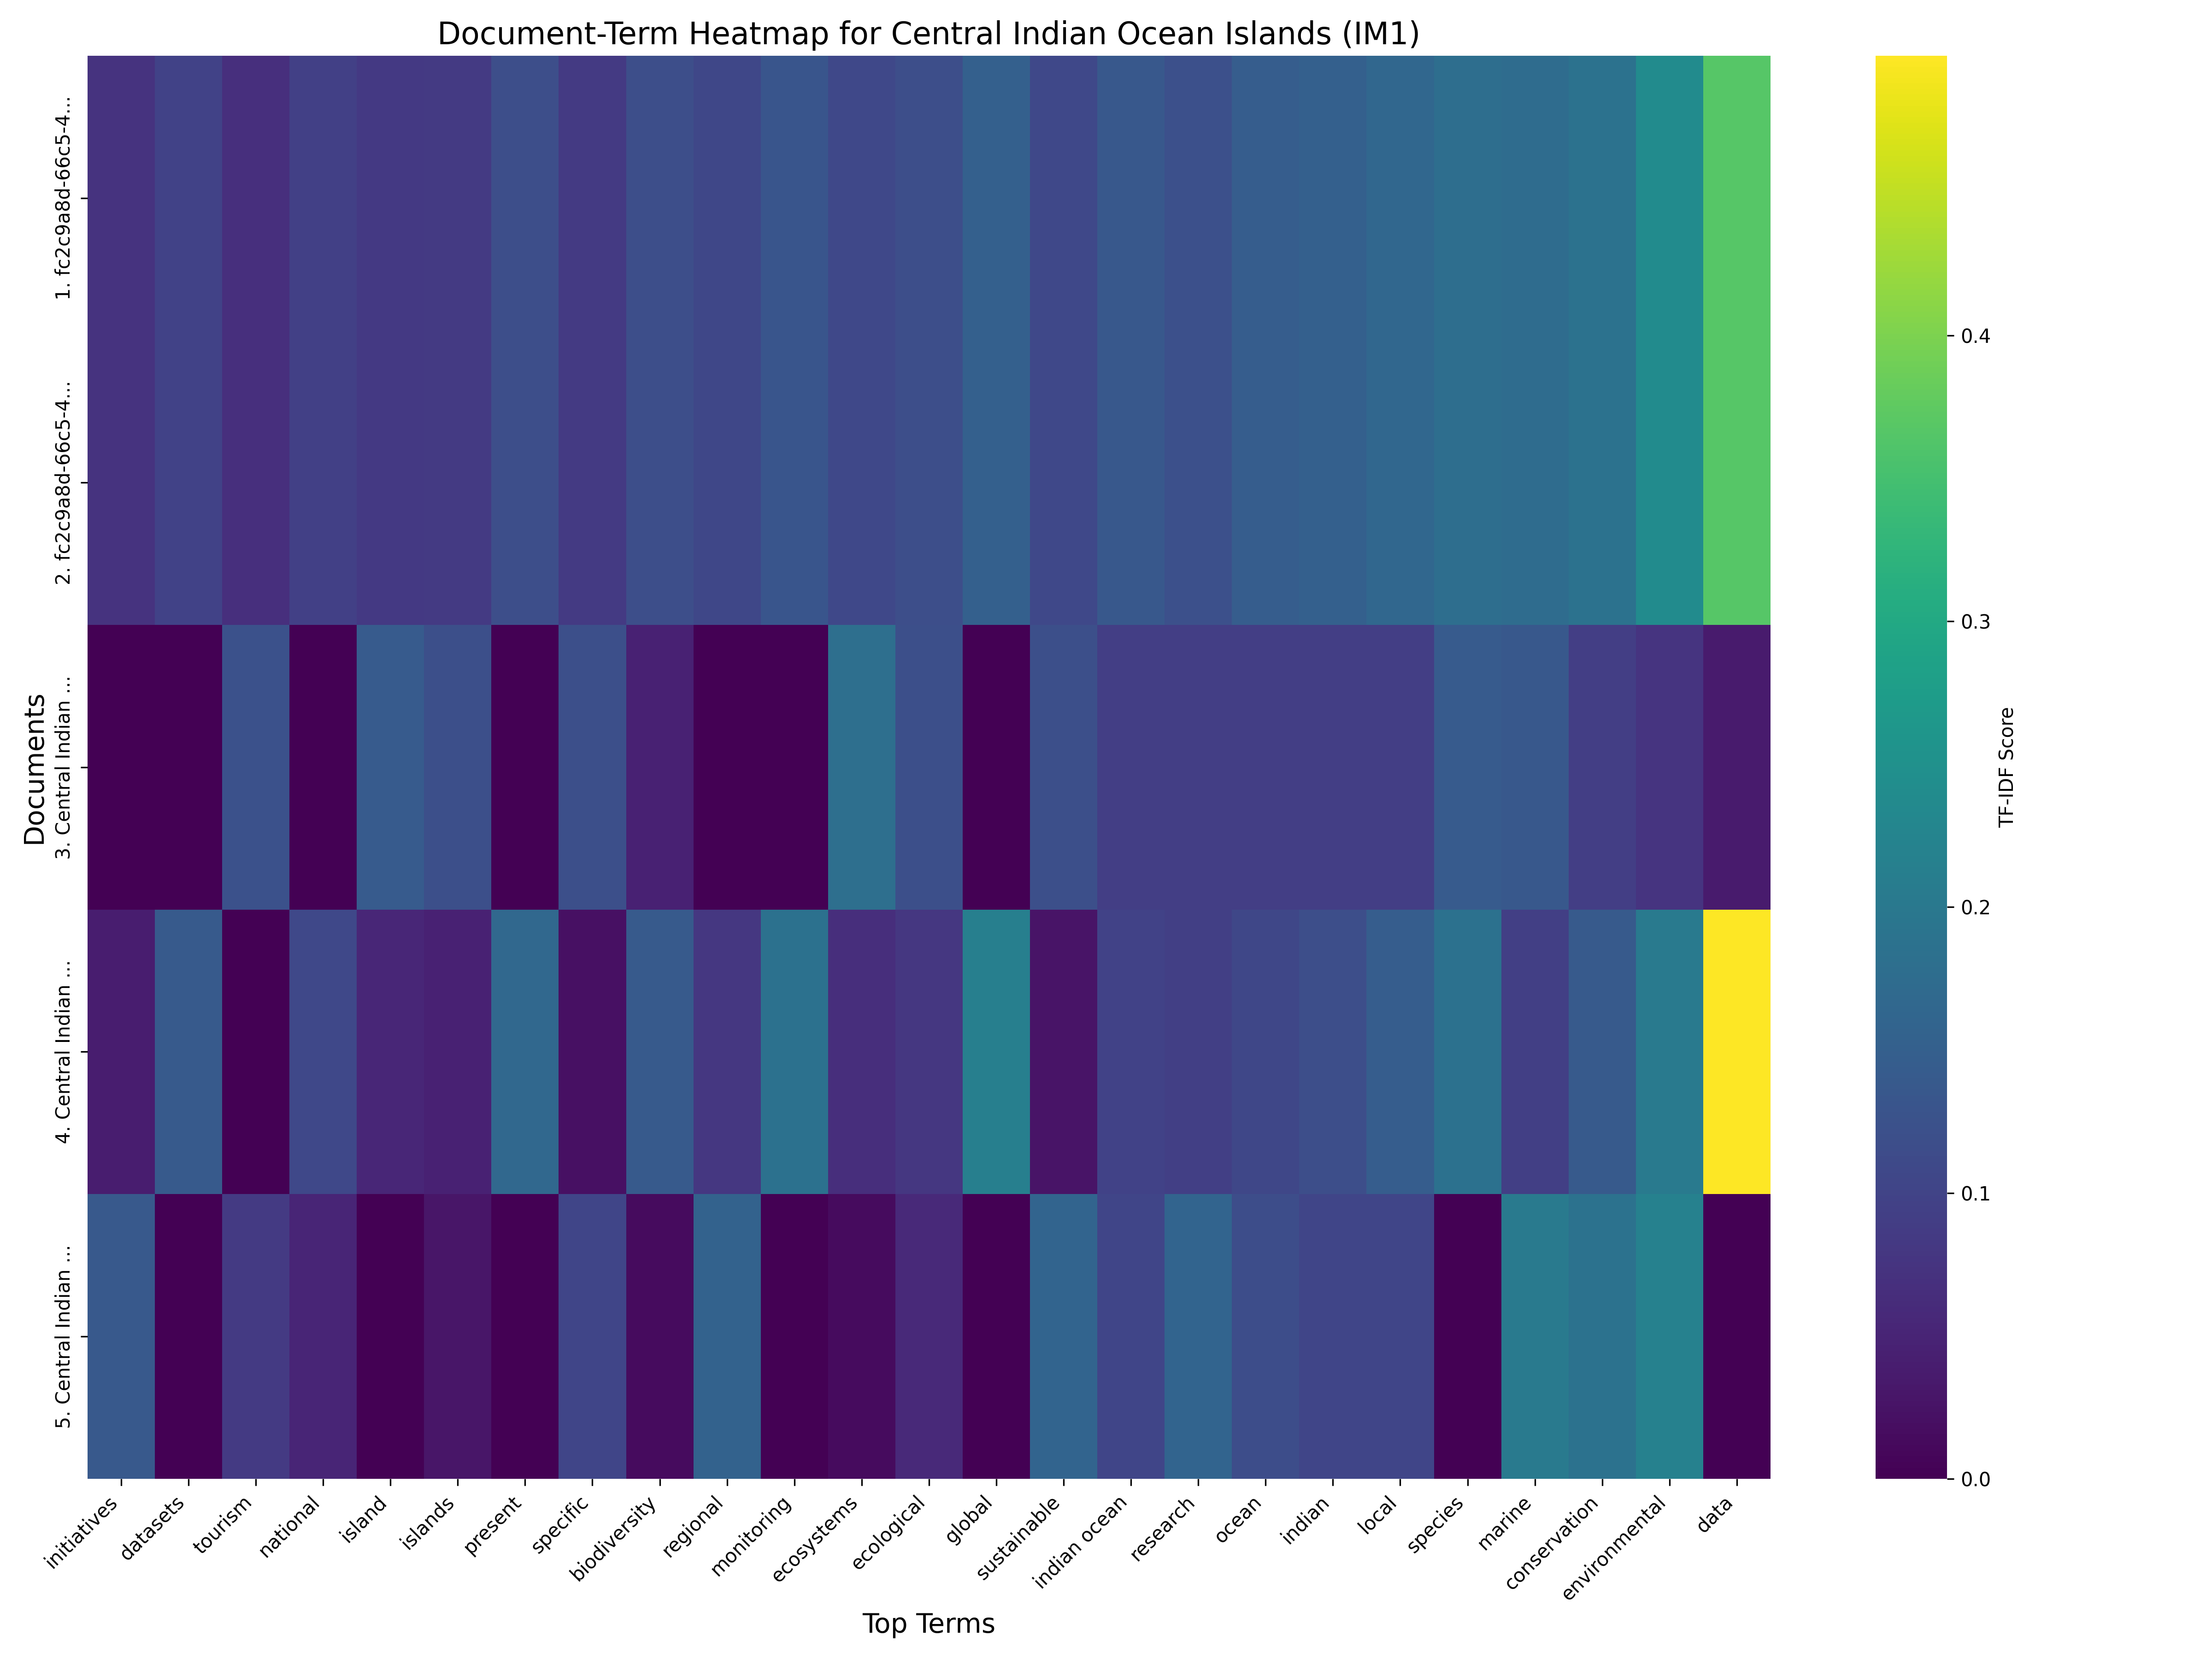 Document-Term Heatmap for Central Indian Ocean Islands (IM1)
Documents
1. fc2c9a8d-66c5-4...
2. fc2c9a8d-66c5-4...
3. Central Indian ...
4. Central Indian ...
5. Central Indian ...
initiatives
datasets
tourism
national
island
islands
present
specific
biodiversity
regional
monitoring
ecosystems
ecological
global
sustainable
indian ocean
research
ocean
indian
local
species
marine
conservation
environmental
data
Top Terms
0.4
0.3
0.2
0.1
0.0
TF-IDF Score